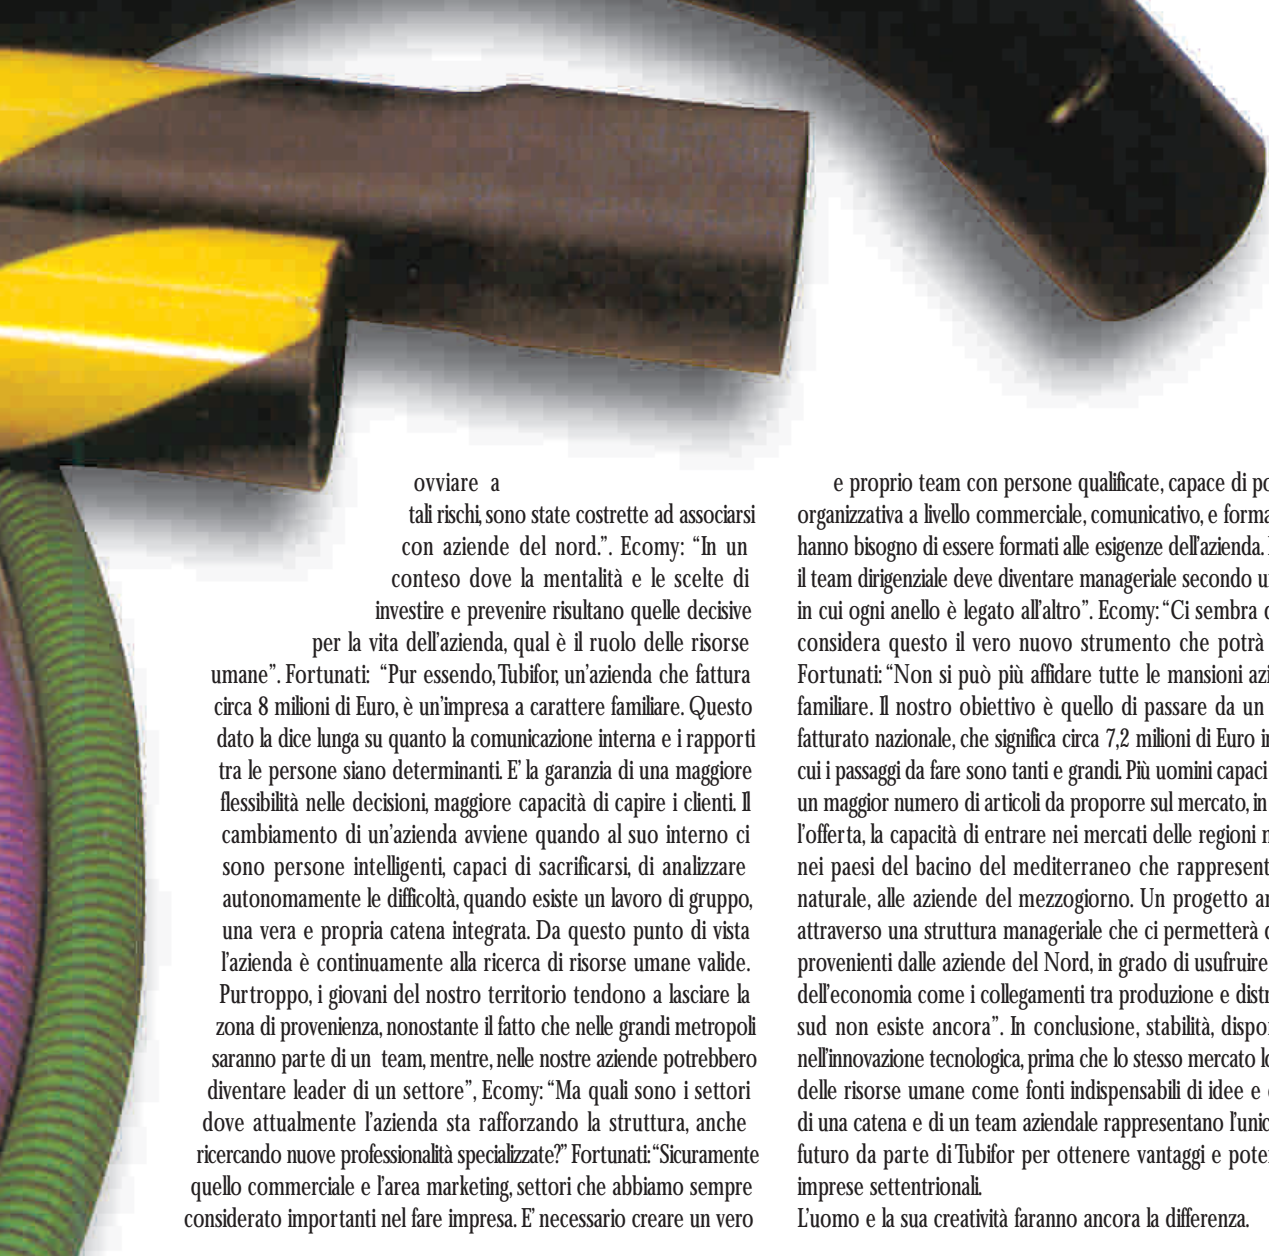 ovviare a
tali rischi, sono state costrette ad associarsi
con aziende del nord.”. Ecomy: “In un
conteso dove la mentalità e le scelte di
investire e prevenire risultano quelle decisive
per la vita dell’azienda, qual è il ruolo delle risorse
umane”. Fortunati: “Pur essendo, Tubifor, un’azienda che fattura
circa 8 milioni di Euro, è un’impresa a carattere familiare. Questo
dato la dice lunga su quanto la comunicazione interna e i rapporti
tra le persone siano determinanti. E’ la garanzia di una maggiore
flessibilità nelle decisioni, maggiore capacità di capire i clienti. Il
cambiamento di un’azienda avviene quando al suo interno ci
sono persone intelligenti, capaci di sacrificarsi, di analizzare
autonomamente le difficoltà, quando esiste un lavoro di gruppo,
una vera e propria catena integrata. Da questo punto di vista
l’azienda è continuamente alla ricerca di risorse umane valide.
Purtroppo, i giovani del nostro territorio tendono a lasciare la
zona di provenienza, nonostante il fatto che nelle grandi metropoli
saranno parte di un team, mentre, nelle nostre aziende potrebbero
diventare leader di un settore”, Ecomy: “Ma quali sono i settori
dove attualmente l’azienda sta rafforzando la struttura, anche
ricercando nuove professionalità specializzate?” Fortunati: “Sicuramente
quello commerciale e l’area marketing, settori che abbiamo sempre
considerato importanti nel fare impresa. E’ necessario creare un vero
e proprio team con persone qualificate, capace di
organizzativa a livello commerciale, comunicativo, e
hanno bisogno di essere formati alle esigenze dell’azienda.
il team dirigenziale deve diventare manageriale secondo
in cui ogni anello è legato all’altro”. Ecomy: “Ci sembra
considera questo il vero nuovo strumento che potrà
Fortunati: “Non si può più affidare tutte le mansioni
familiare. Il nostro obiettivo è quello di passare da un
fatturato nazionale, che significa circa 7,2 milioni di Euro
cui i passaggi da fare sono tanti e grandi. Più uomini capaci
un maggior numero di articoli da proporre sul mercato, in
l’offerta, la capacità di entrare nei mercati delle regioni
nei paesi del bacino del mediterraneo che
naturale, alle aziende del mezzogiorno. Un progetto
attraverso una struttura manageriale che ci permetterà
provenienti dalle aziende del Nord, in grado di usufruire
dell’economia come i collegamenti tra produzione e
sud non esiste ancora”. In conclusione, stabilità,
nell’innovazione tecnologica, prima che lo stesso mercato
delle risorse umane come fonti indispensabili di idee e
di una catena e di un team aziendale rappresentano
futuro da parte di Tubifor per ottenere vantaggi e
imprese settentrionali.
L’uomo e la sua creatività faranno ancora la differenza.